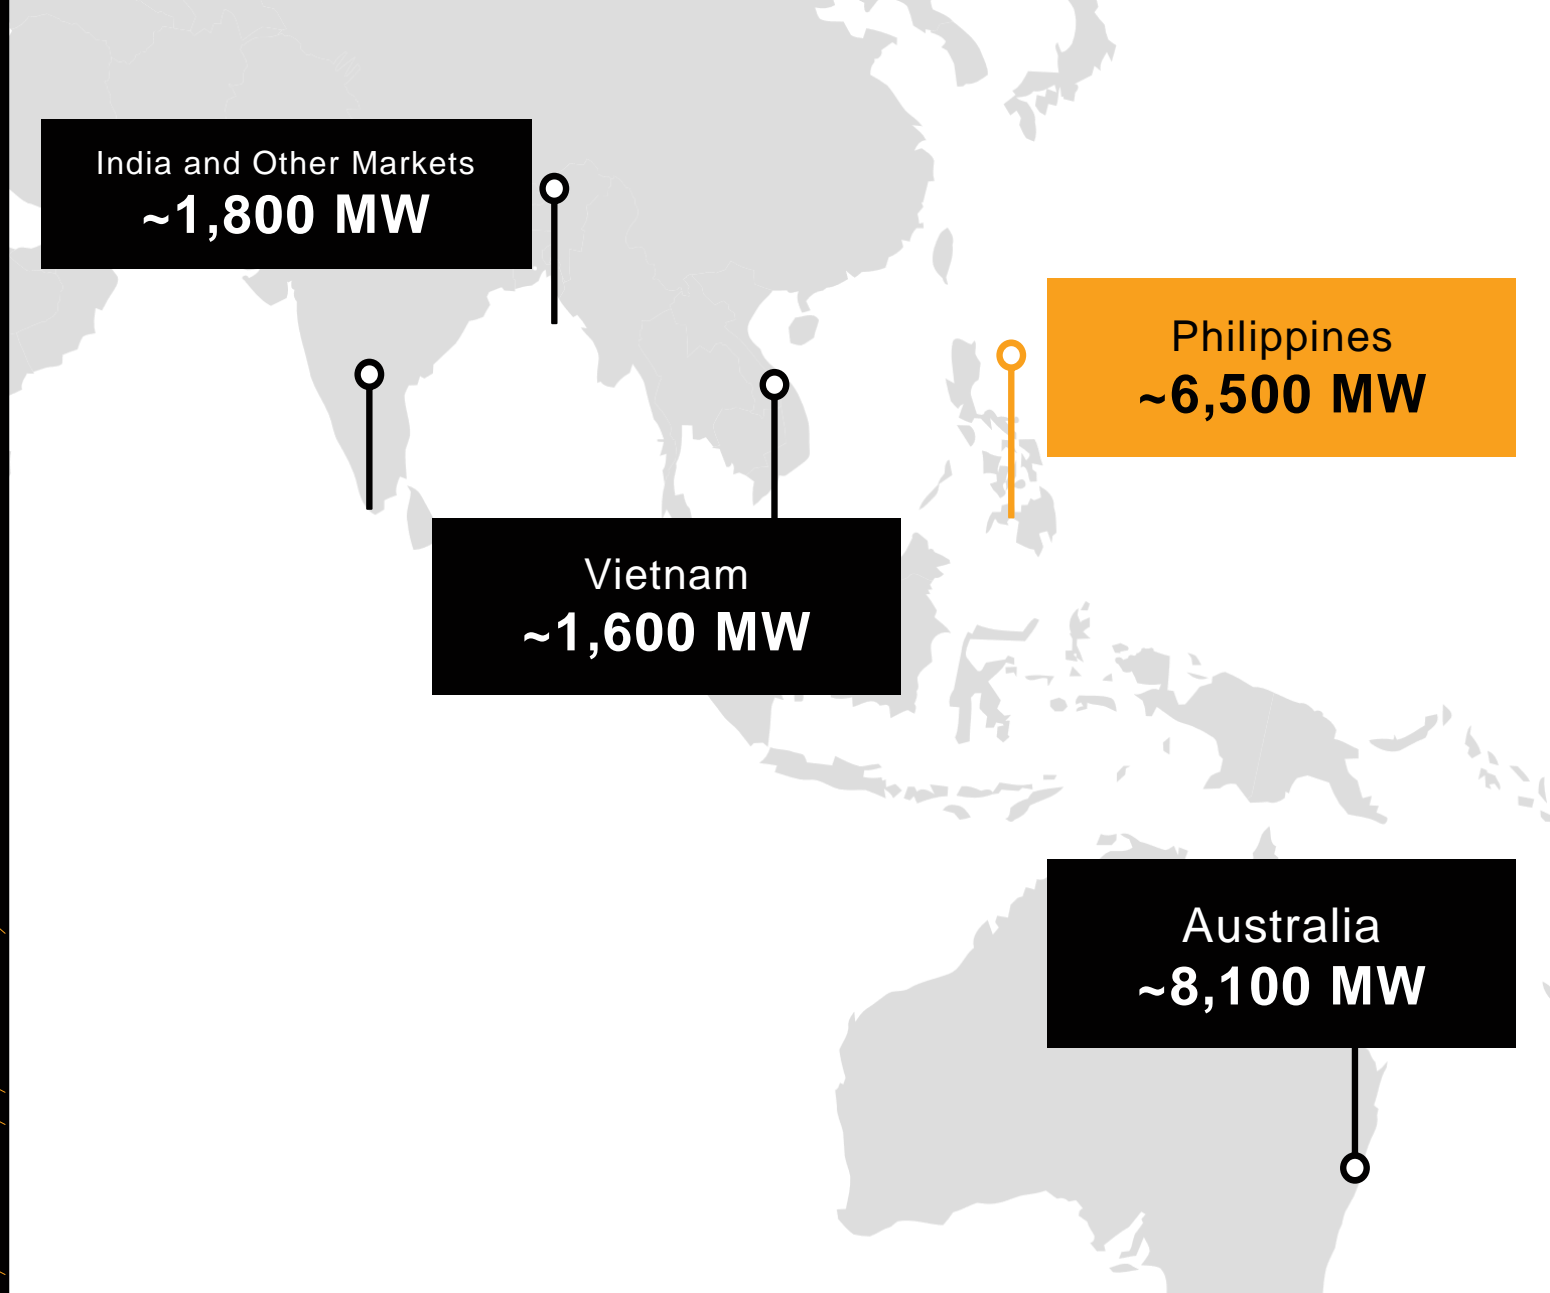 India and Other Markets
~1,800 MW
Philippines
~6,500 MW
Vietnam
~1,600 MW
Australia
~8,100 MW